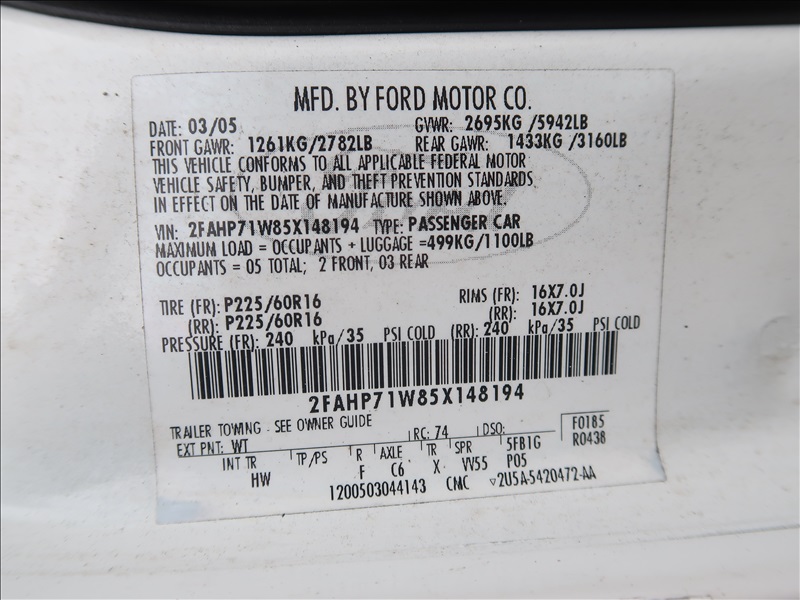 MFD. BY FORD MOTOR CO.
DATE: 03/05 GVWR: 2695KG /5942LB
FRONT GAWR: 1261KG/2782LB REAR GAWR: 1433KG /3160LB
THIS VEHICLE CONFORMS TO ALL APPLICABLE FEDERAL MOTOR
VEHICLE SAFETY, BUMPER, AND THEFT PREVENTION STANDARDS
IN EFFECT ON THE DATE OF MANUFACTURE SHOWN ABOVE.
VIN: 2FAHP71W85X148194 TYPE: PASSENGER CAR
MAXIMUM LOAD = OCCUPANTS + LUGGAGE =499KG/1100LB
OCCUPANTS = 05 TOTAL; 2 FRONT, 03 REAR
TIRE (FR): P225/60R16 RIMS (FR): 16X7.0J
(RR): P225/60R16 (RR): 16X7.0J
PRESSURE (FR): 240 kPa/35 PSI COLD (RR): 240 kPa/35 PSI COLD
2FAHP71W85X148194
TRAILER TOWING - SEE OWNER GUIDE
EXT PNT: WT RC: 74 DSO: F0185
INT TR TP/PS R AXLE TR SPR 5FB1G R0438
HW F C6 X VV55 P05
1200503044143 CMC ▽2U5A-5420472-AA